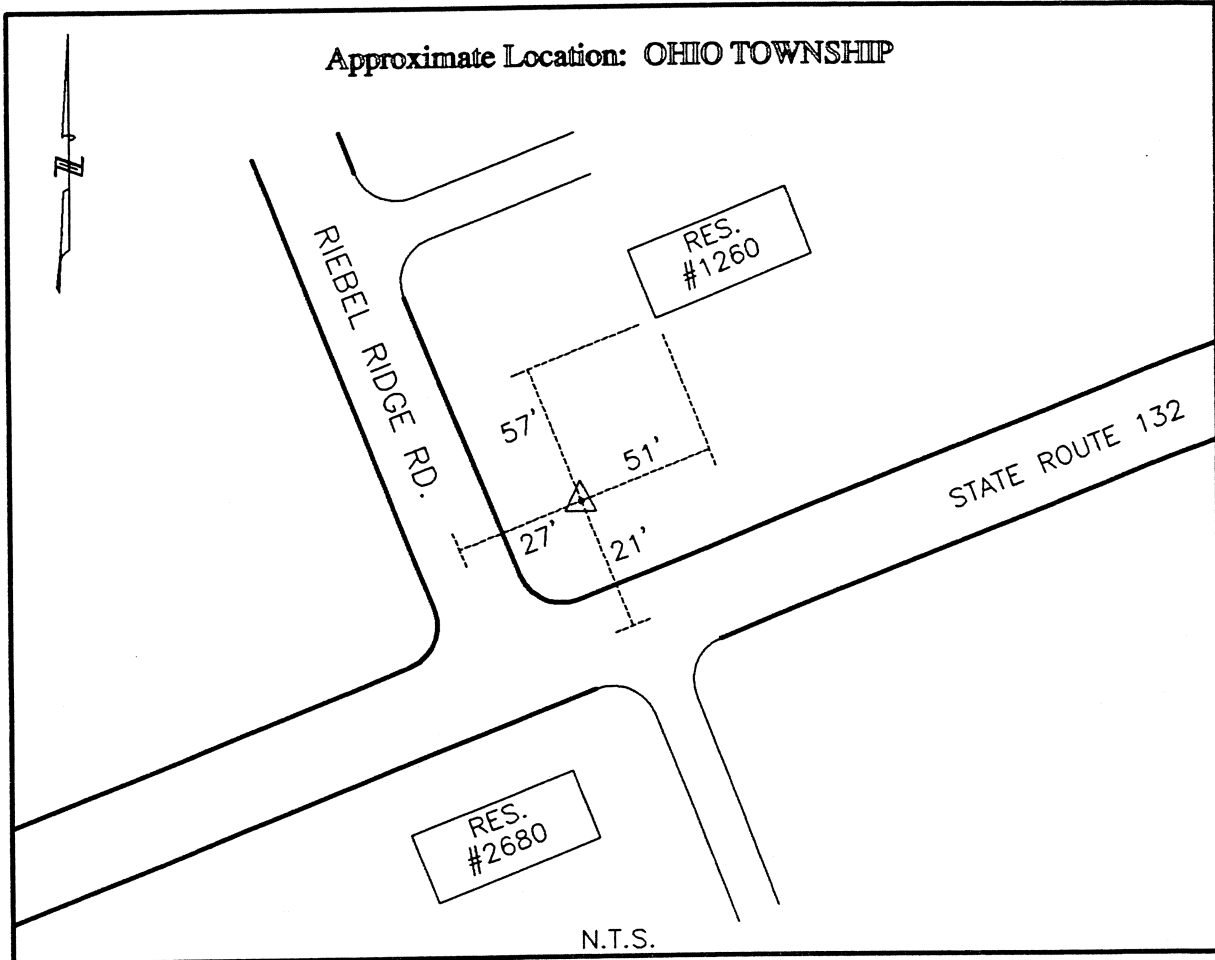 Approximate Location: OHIO TOWNSHIP
N
RIEBEL RIDGE RD.
RES.
#1260
57'
51'
27'
21'
STATE ROUTE 132
RES.
#2680
N.T.S.